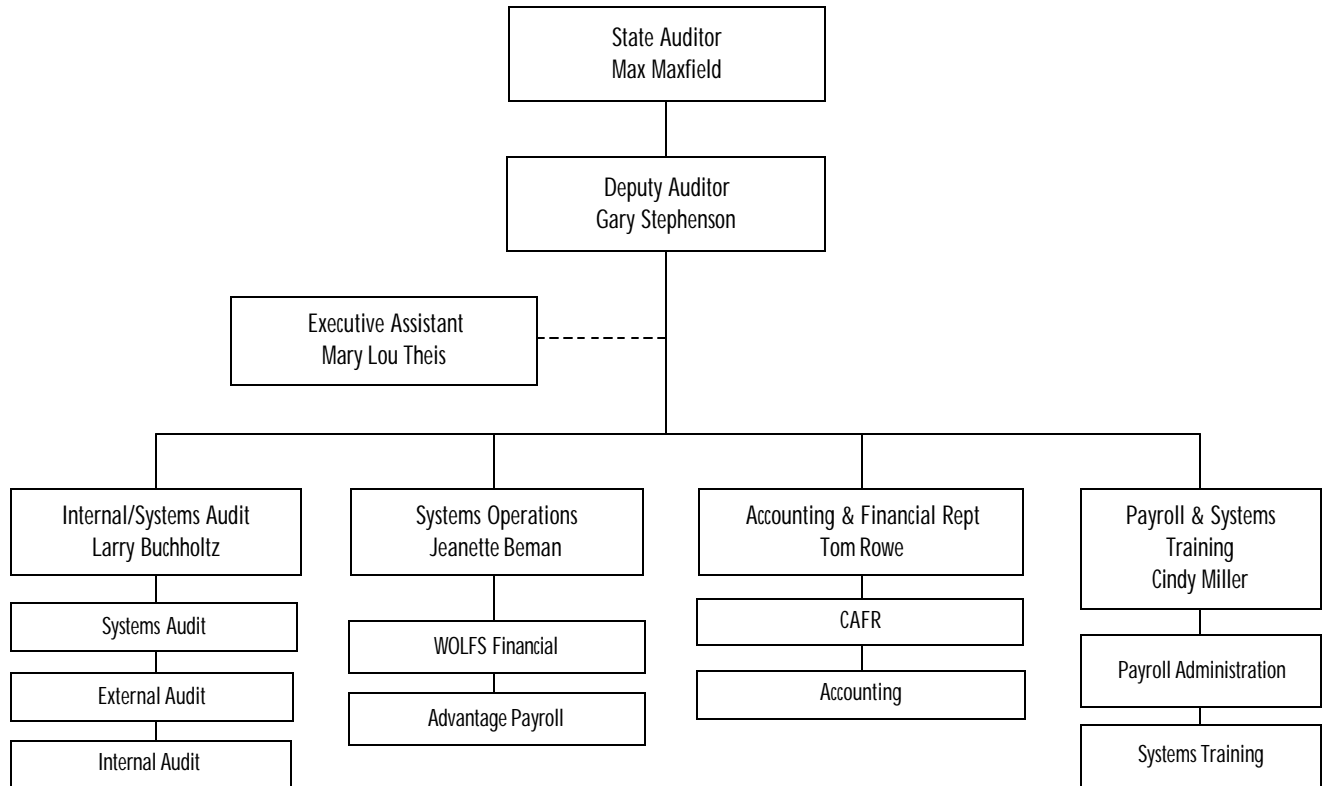 State Auditor
Max Maxfield
Deputy Auditor
Gary Stephenson
Executive Assistant
Mary Lou Theis
Internal/Systems Audit
Larry Buchholtz
Systems Audit
External Audit
Internal Audit
Systems Operations
Jeanette Beman
WOLFS Financial
Advantage Payroll
Accounting & Financial Rept
Tom Rowe
CAFR
Accounting
Payroll & Systems
Training
Cindy Miller
Payroll Administration
Systems Training